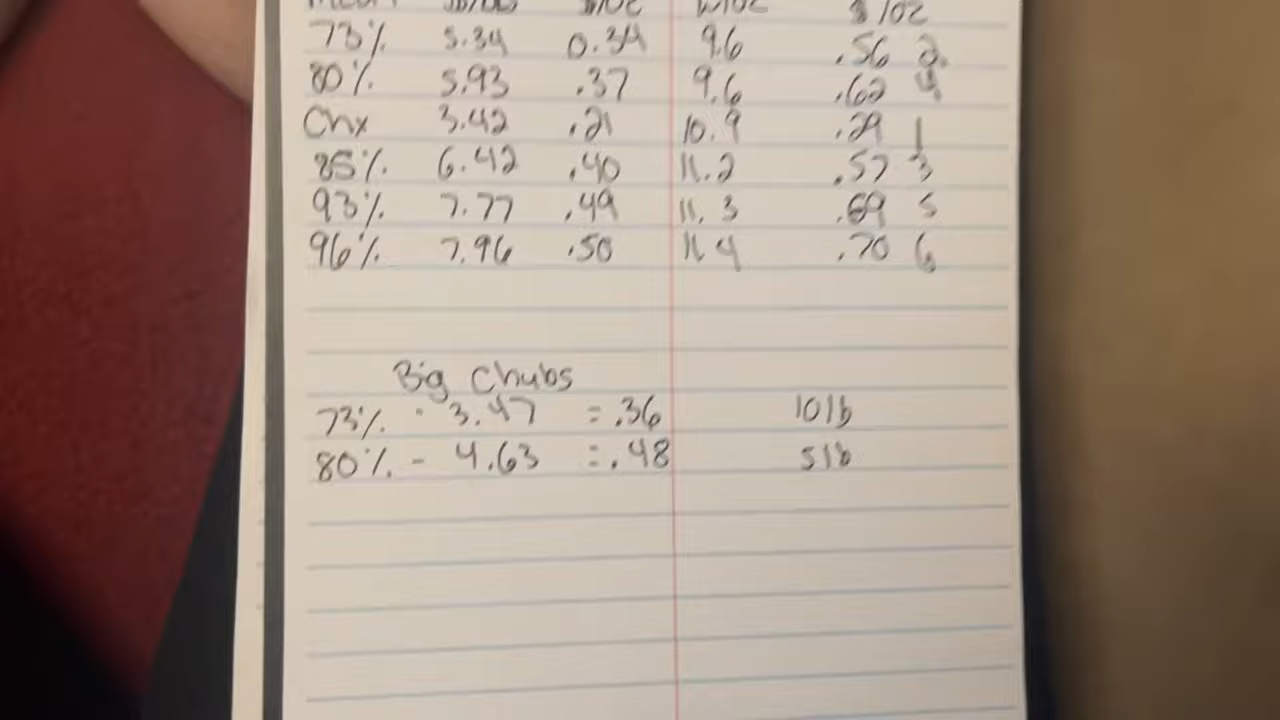 $/oz
73% 5.34 0.34 9.6 .56 2.
80% 5.93 .37 9.6 .62 4.
Chx 3.42 .21 10.9 .29 1
85% 6.42 .40 11.2 .57 3
93% 7.77 .49 11.3 .69 5
96% 7.96 .50 11.4 .70 6
Big Chubs
73% - 3.47 = .36 10lb
80% - 4.63 = .48 5lb